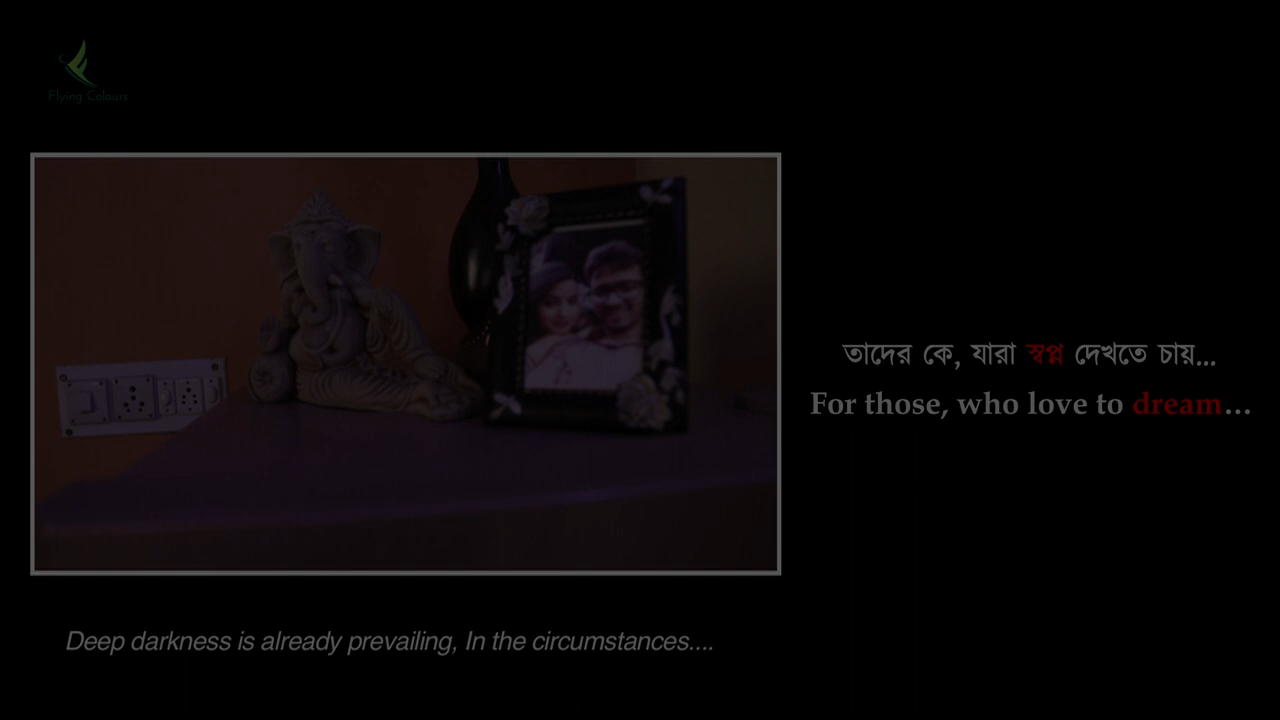 Flying Colours
তাদের কে, যারা স্বপ্ন দেখতে চায়...
For those, who love to dream...
Deep darkness is already prevailing, In the circumstances....